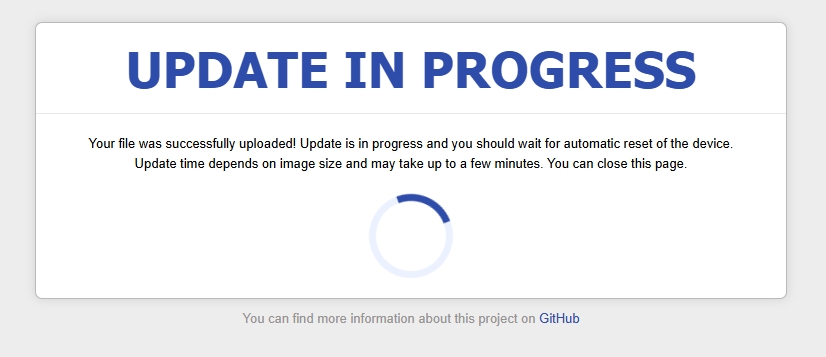 UPDATE IN PROGRESS
Your file was successfully uploaded! Update is in progress and you should wait for automatic reset of the device.
Update time depends on image size and may take up to a few minutes. You can close this page.
You can find more information about this project on GitHub